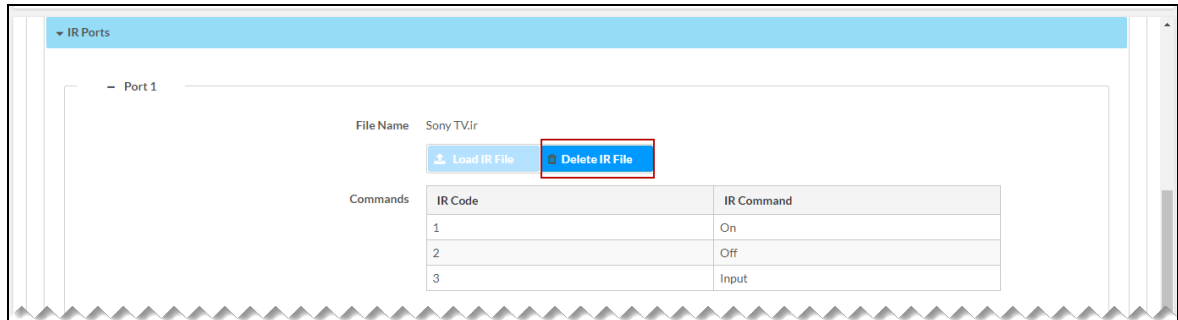 IR Ports
Port 1
File Name Sony TV.ir
Load IR File Delete IR File
Commands IR Code IR Command
1 On
2 Off
3 Input